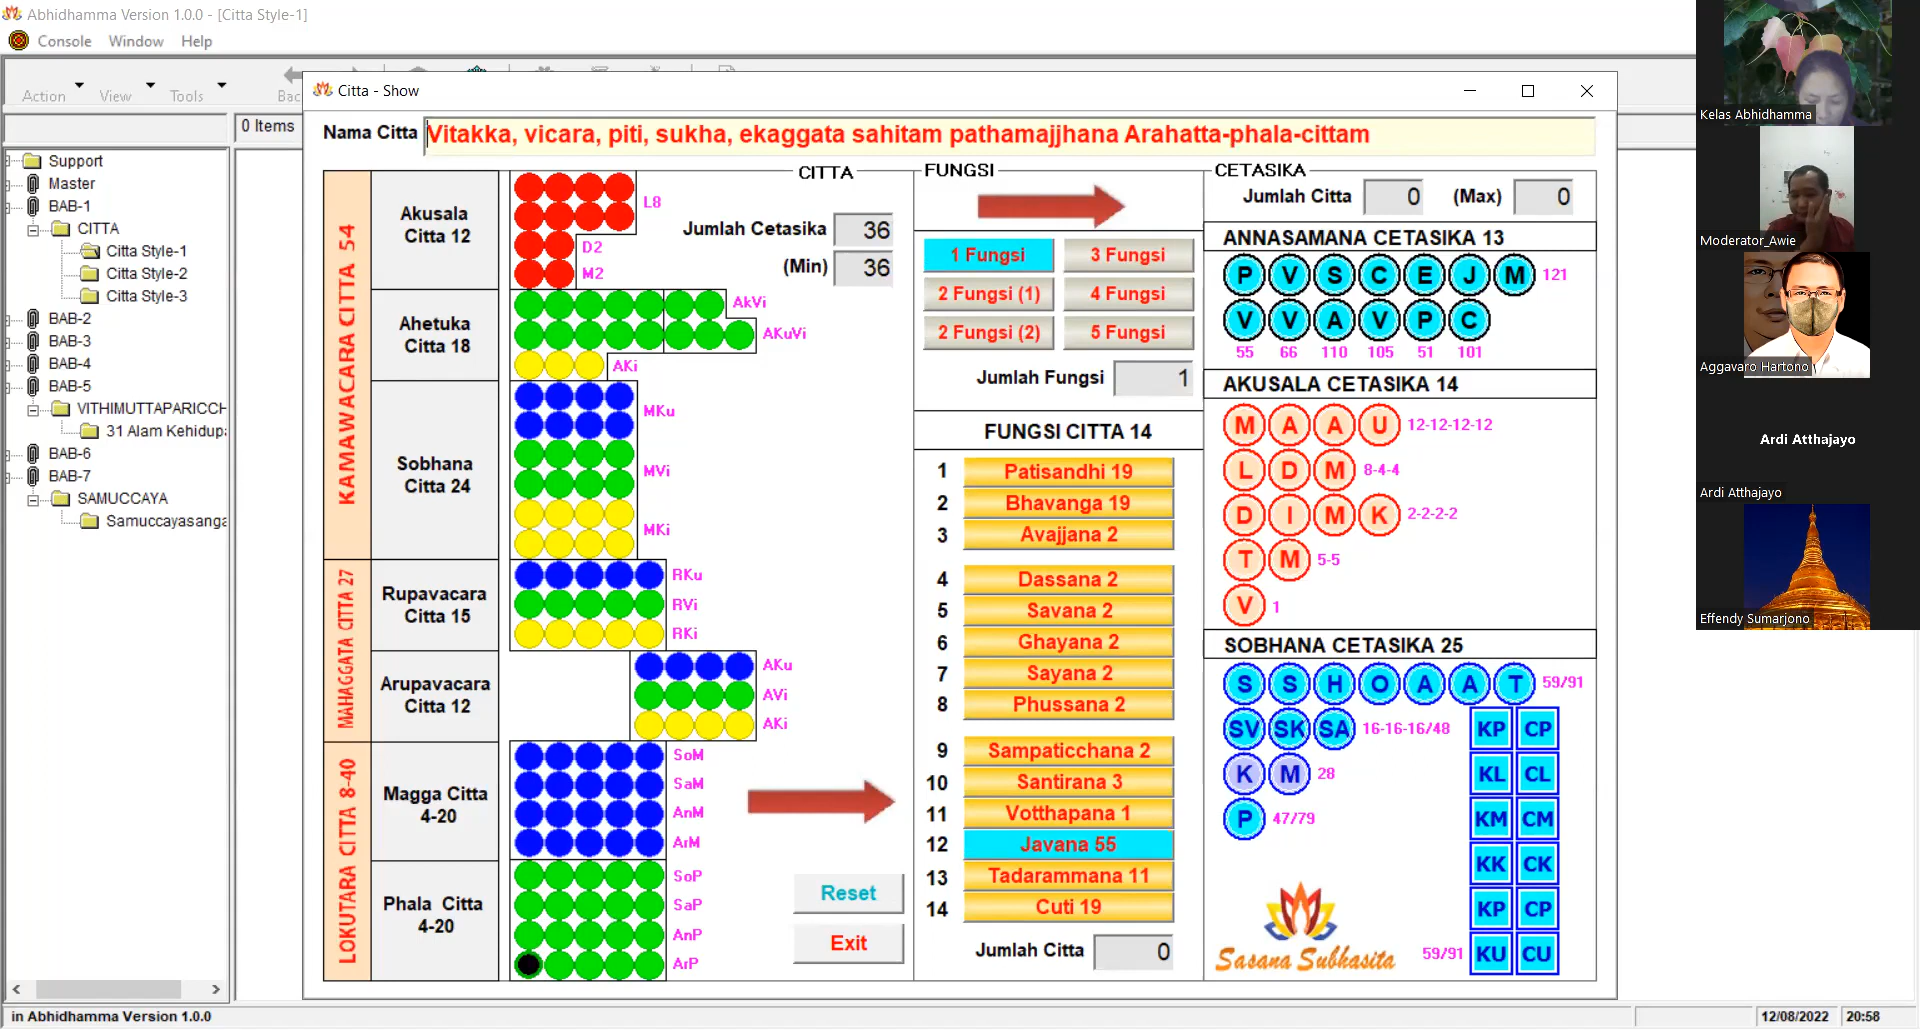 Abhidhamma Version 1.0.0 - [Citta Style-1]
Console Window Help
Action View Tools
0 Items
Support
Master
BAB-1
CITTA
Citta Style-1
Citta Style-2
Citta Style-3
BAB-2
BAB-3
BAB-4
BAB-5
VITHIMUTTAPARICCH
31 Alam Kehidup
BAB-6
BAB-7
SAMUCCAYA
Samuccayasanga
Citta - Show
Nama Citta Vitakka, vicara, piti, sukha, ekaggata sahitam pathamajjhana Arahatta-phala-cittam
CITTA
KAMAWACARA CITTA 54
Akusala Citta 12
L8
D2
M2
Jumlah Cetasika 36
(Min) 36
Ahetuka Citta 18
AkVi
AKuVi
AKi
Sobhana Citta 24
MKu
MVi
MKi
MAHAGGATA CITTA 27
Rupavacara Citta 15
RKu
RVi
RKi
Arupavacara Citta 12
AKu
AVi
AKi
LOKUTARA CITTA 8-40
Magga Citta 4-20
SoM
SaM
AnM
ArM
Phala Citta 4-20
SoP
SaP
AnP
ArP
Reset
Exit
FUNGSI
1 Fungsi 3 Fungsi
2 Fungsi (1) 4 Fungsi
2 Fungsi (2) 5 Fungsi
Jumlah Fungsi 1
FUNGSI CITTA 14
1 Patisandhi 19
2 Bhavanga 19
3 Avajjana 2
4 Dassana 2
5 Savana 2
6 Ghayana 2
7 Sayana 2
8 Phussana 2
9 Sampaticchana 2
10 Santirana 3
11 Votthapana 1
12 Javana 55
13 Tadarammana 11
14 Cuti 19
Jumlah Citta 0
CETASIKA
Jumlah Citta 0 (Max) 0
ANNASAMANA CETASIKA 13
P V S C E J M 121
V V A V P C
55 66 110 105 51 101
AKUSALA CETASIKA 14
M A A U 12-12-12-12
L D M 8-4-4
D I M K 2-2-2-2
T M 5-5
V 1
SOBHANA CETASIKA 25
S S H O A A T 59/91
SV SK SA 16-16-16/48 KP CP
K M 28 KL CL
P 47/79 KM CM
KK CK
KP CP
59/91 KU CU
Sasana Subhasita
Kelas Abhidhamma
Moderator_Awie
Aggavaro Hartono
Ardi Atthajayo
Ardi Atthajayo
Effendy Sumarjono
in Abhidhamma Version 1.0.0
12/08/2022 20:58